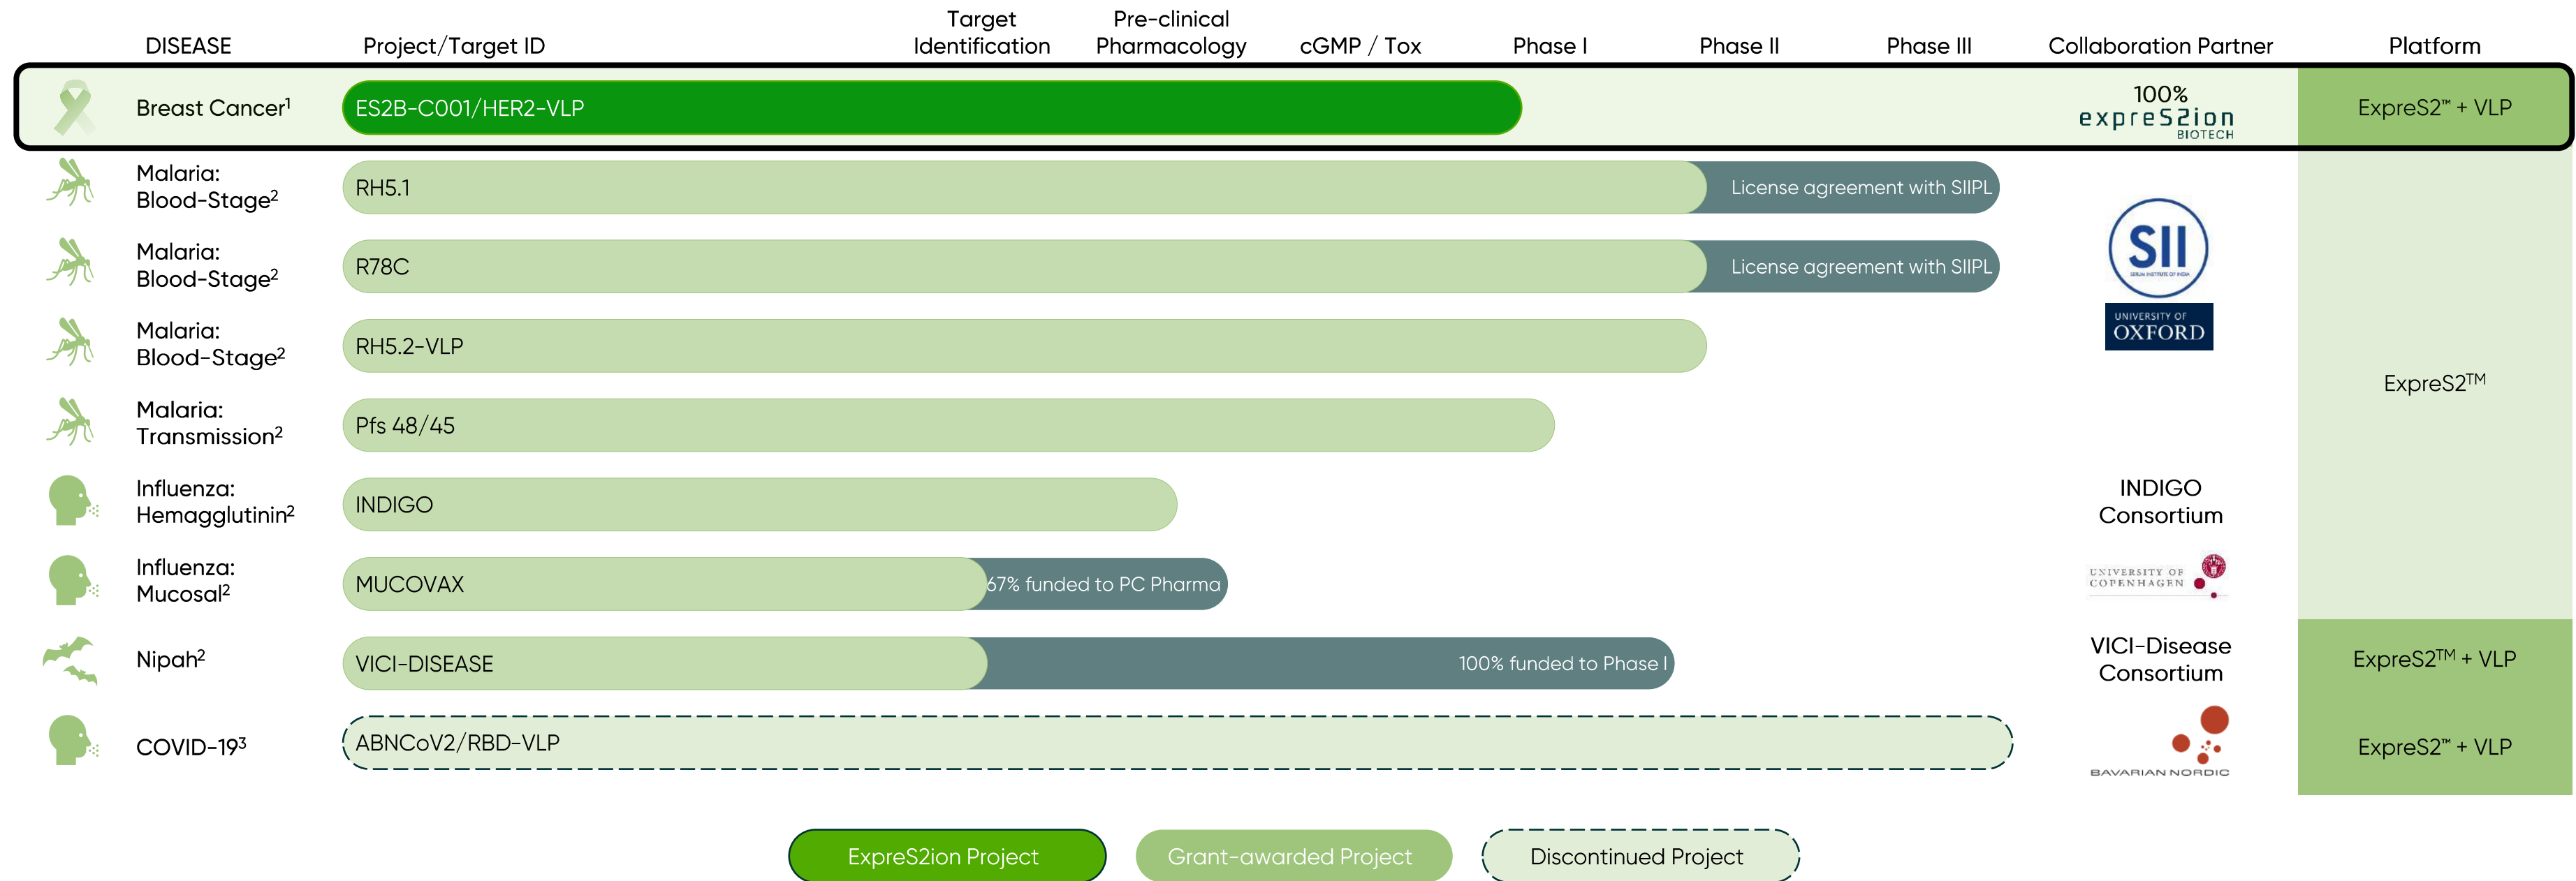 DISEASE
Project/Target ID
Target
Identification
Pre-clinical
Pharmacology
cGMP / Tox
Phase I
Phase II
Phase III
Collaboration Partner
Platform
Breast Cancer¹
ES2B-C001/HER2-VLP
100%
expreS2ion
BIOTECH
ExpreS2™ + VLP
Malaria:
Blood-Stage²
RH5.1
License agreement with SIIPL
Malaria:
Blood-Stage²
R78C
License agreement with SIIPL
SII
SERUM INSTITUTE OF INDIA
Malaria:
Blood-Stage²
RH5.2-VLP
UNIVERSITY OF
OXFORD
ExpreS2™
Malaria:
Transmission²
Pfs 48/45
Influenza:
Hemagglutinin²
INDIGO
INDIGO
Consortium
Influenza:
Mucosal²
MUCOVAX
67% funded to PC Pharma
UNIVERSITY OF
COPENHAGEN
Nipah²
VICI-DISEASE
100% funded to Phase I
VICI-Disease
Consortium
ExpreS2™ + VLP
COVID-19³
ABNCoV2/RBD-VLP
BAVARIAN NORDIC
ExpreS2™ + VLP
ExpreS2ion Project
Grant-awarded Project
Discontinued Project